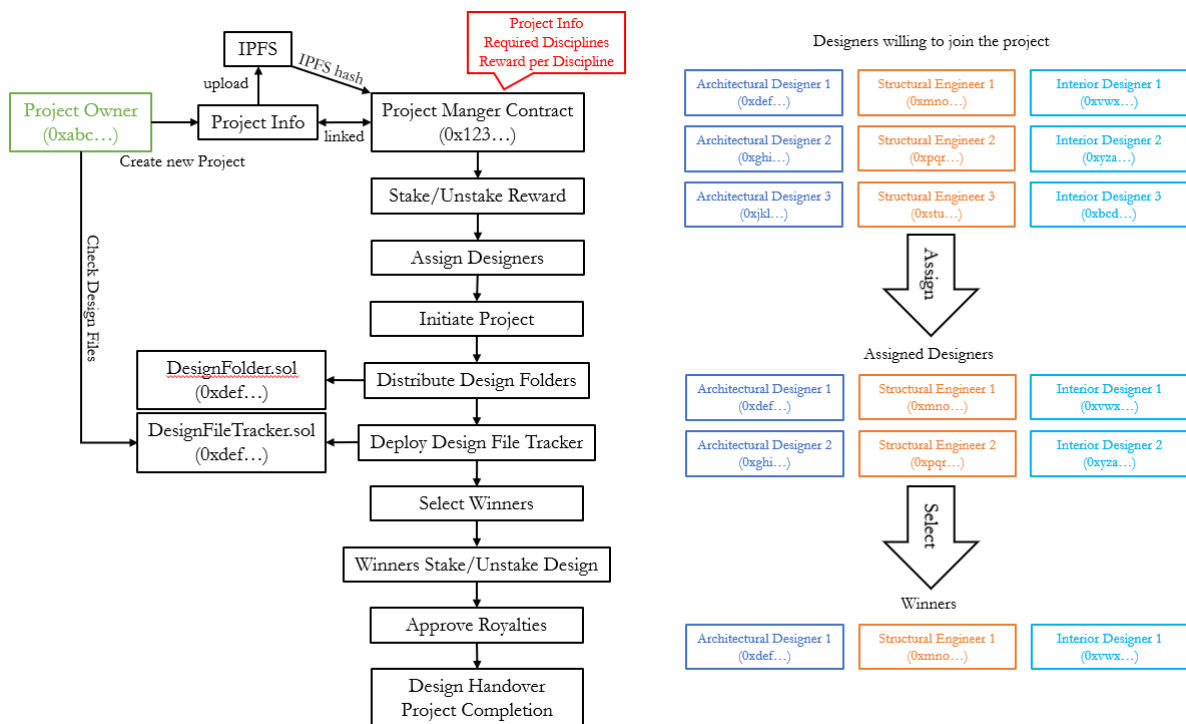 Project Info
Required Disciplines
Reward per Discipline
IPFS
IPFS hash
upload
Project Owner
(0xabc…)
Project Info
linked
Project Manger Contract
(0x123…)
Create new Project
Stake/Unstake Reward
Assign Designers
Initiate Project
Check Design Files
DesignFolder.sol
(0xdef…)
Distribute Design Folders
DesignFileTracker.sol
(0xdef…)
Deploy Design File Tracker
Select Winners
Winners Stake/Unstake Design
Approve Royalties
Design Handover
Project Completion
Designers willing to join the project
Architectural Designer 1
(0xdef…)
Structural Engineer 1
(0xmno…)
Interior Designer 1
(0xvwx…)
Architectural Designer 2
(0xghi…)
Structural Engineer 2
(0xpqr…)
Interior Designer 2
(0xyza…)
Architectural Designer 3
(0xjkl…)
Structural Engineer 3
(0xstu…)
Interior Designer 3
(0xbcd…)
Assign
Assigned Designers
Architectural Designer 1
(0xdef…)
Structural Engineer 1
(0xmno…)
Interior Designer 1
(0xvwx…)
Architectural Designer 2
(0xghi…)
Structural Engineer 2
(0xpqr…)
Interior Designer 2
(0xyza…)
Select
Winners
Architectural Designer 1
(0xdef…)
Structural Engineer 1
(0xmno…)
Interior Designer 1
(0xvwx…)